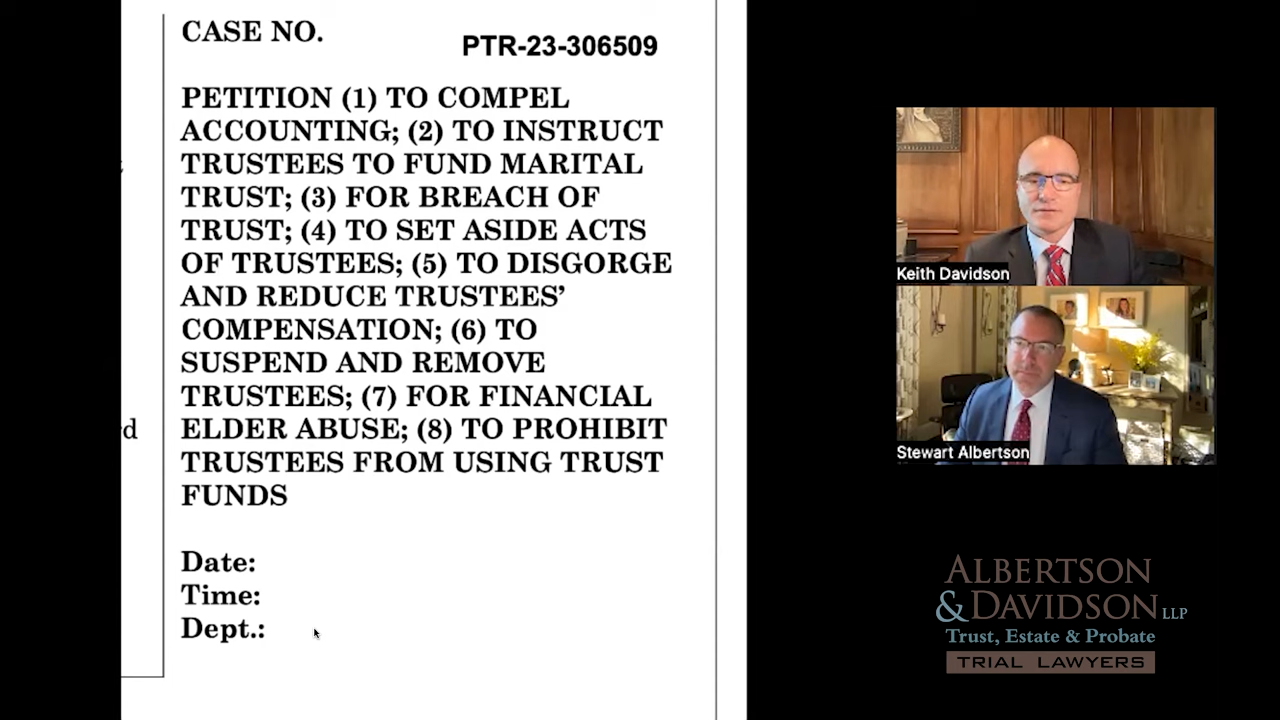 CASE NO.
PTR-23-306509
PETITION (1) TO COMPEL
ACCOUNTING; (2) TO INSTRUCT
TRUSTEES TO FUND MARITAL
TRUST; (3) FOR BREACH OF
TRUST; (4) TO SET ASIDE ACTS
OF TRUSTEES; (5) TO DISGORGE
AND REDUCE TRUSTEES’
COMPENSATION; (6) TO
SUSPEND AND REMOVE
TRUSTEES; (7) FOR FINANCIAL
ELDER ABUSE; (8) TO PROHIBIT
TRUSTEES FROM USING TRUST
FUNDS
Date:
Time:
Dept.:
Keith Davidson
Stewart Albertson
ALBERTSON
& DAVIDSON LLP
Trust, Estate & Probate
TRIAL LAWYERS